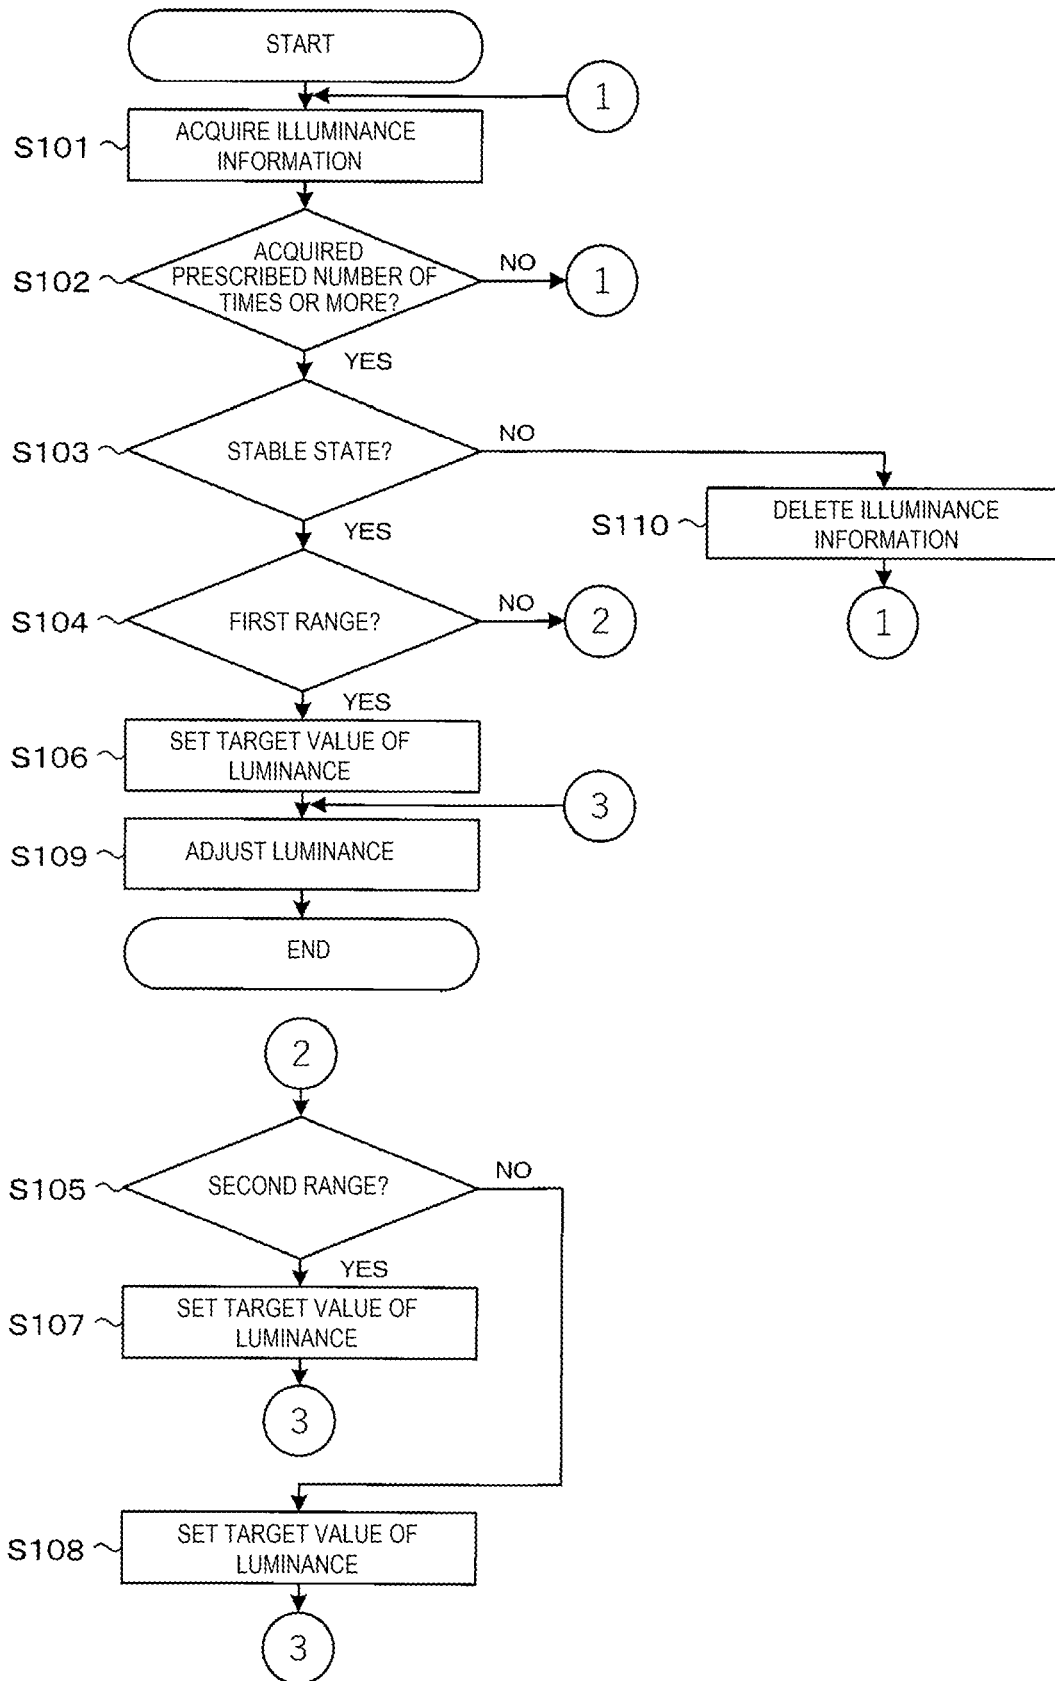 START
1
S101
ACQUIRE ILLUMINANCE
INFORMATION
S102
ACQUIRED
PRESCRIBED NUMBER OF
TIMES OR MORE?
NO
1
YES
S103
STABLE STATE?
NO
YES
S110
DELETE ILLUMINANCE
INFORMATION
1
S104
FIRST RANGE?
NO
2
YES
S106
SET TARGET VALUE OF
LUMINANCE
3
S109
ADJUST LUMINANCE
END
2
S105
SECOND RANGE?
NO
YES
S107
SET TARGET VALUE OF
LUMINANCE
3
S108
SET TARGET VALUE OF
LUMINANCE
3